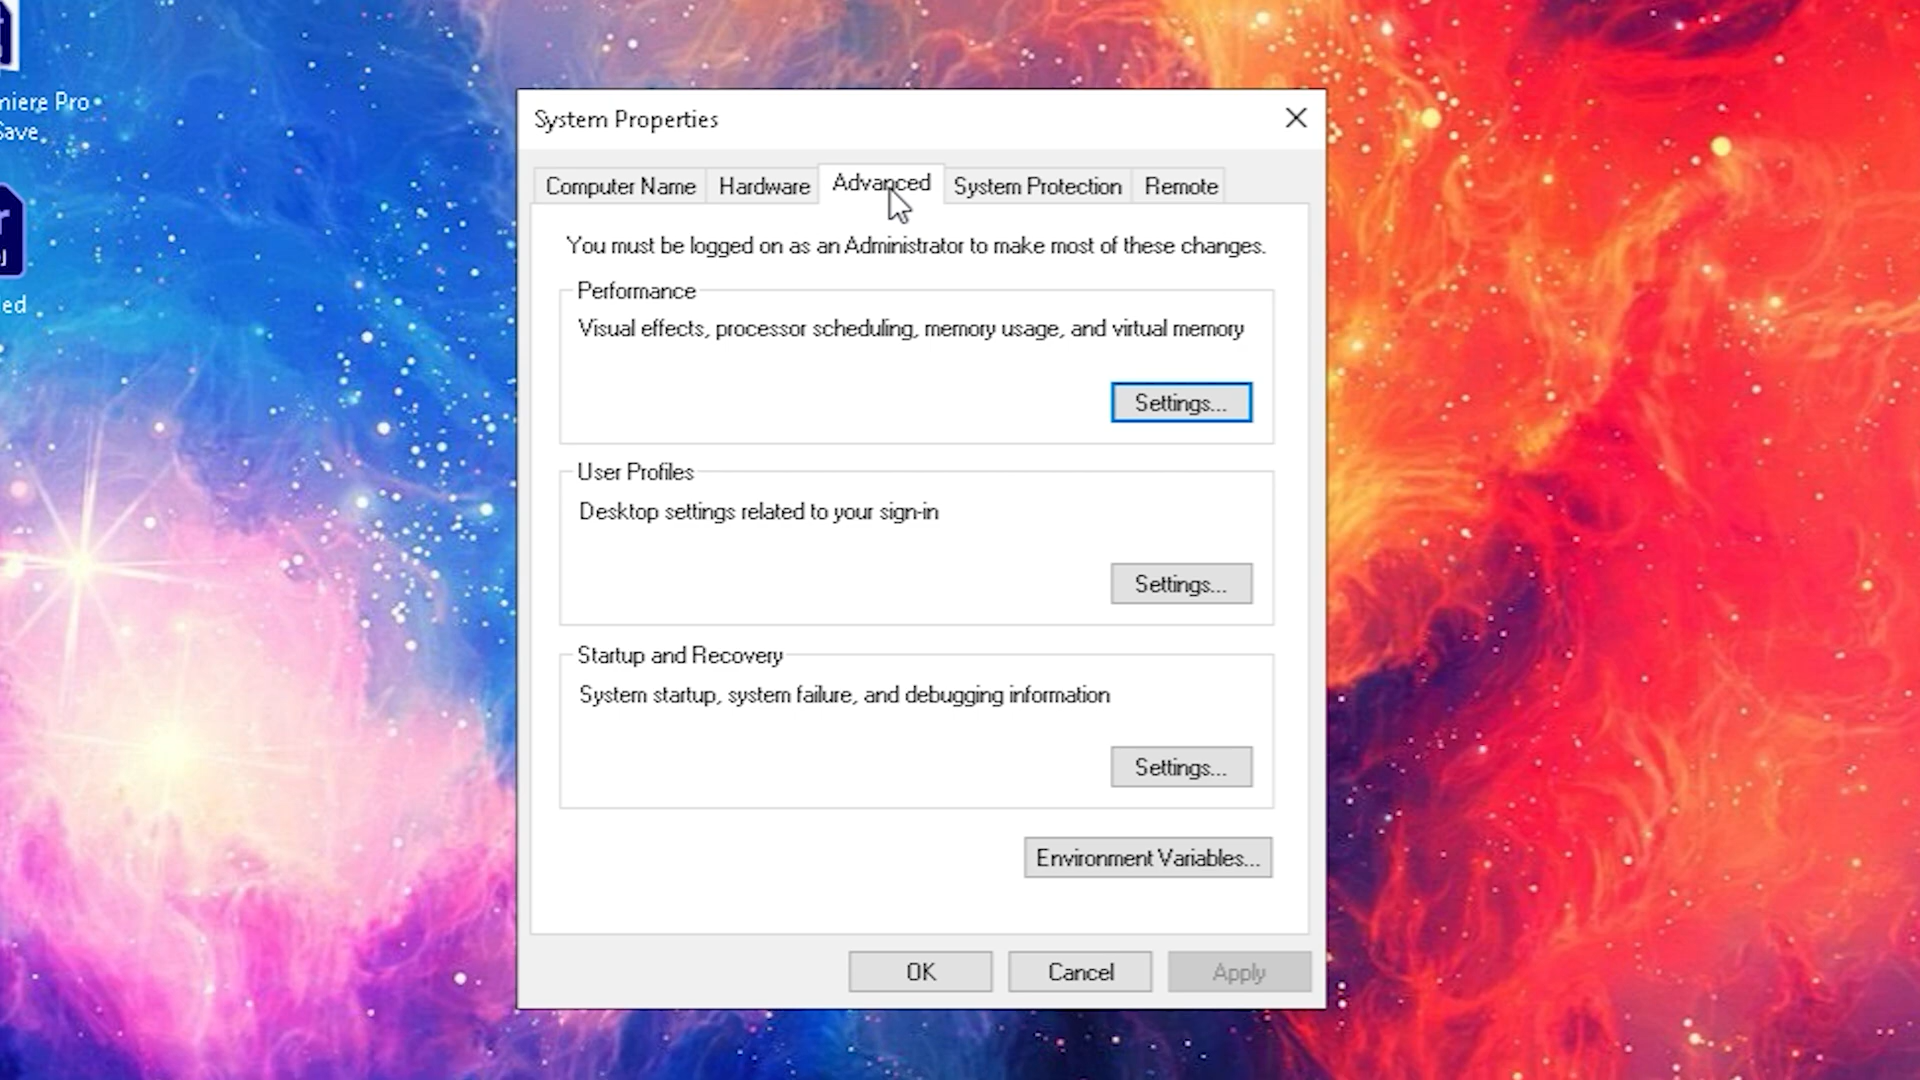 Pro
Save
System Properties
Computer Name Hardware Advanced System Protection Remote
You must be logged on as an Administrator to make most of these changes.
Performance
Visual effects, processor scheduling, memory usage, and virtual memory
Settings...
User Profiles
Desktop settings related to your sign-in
Settings...
Startup and Recovery
System startup, system failure, and debugging information
Settings...
Environment Variables...
OK Cancel Apply